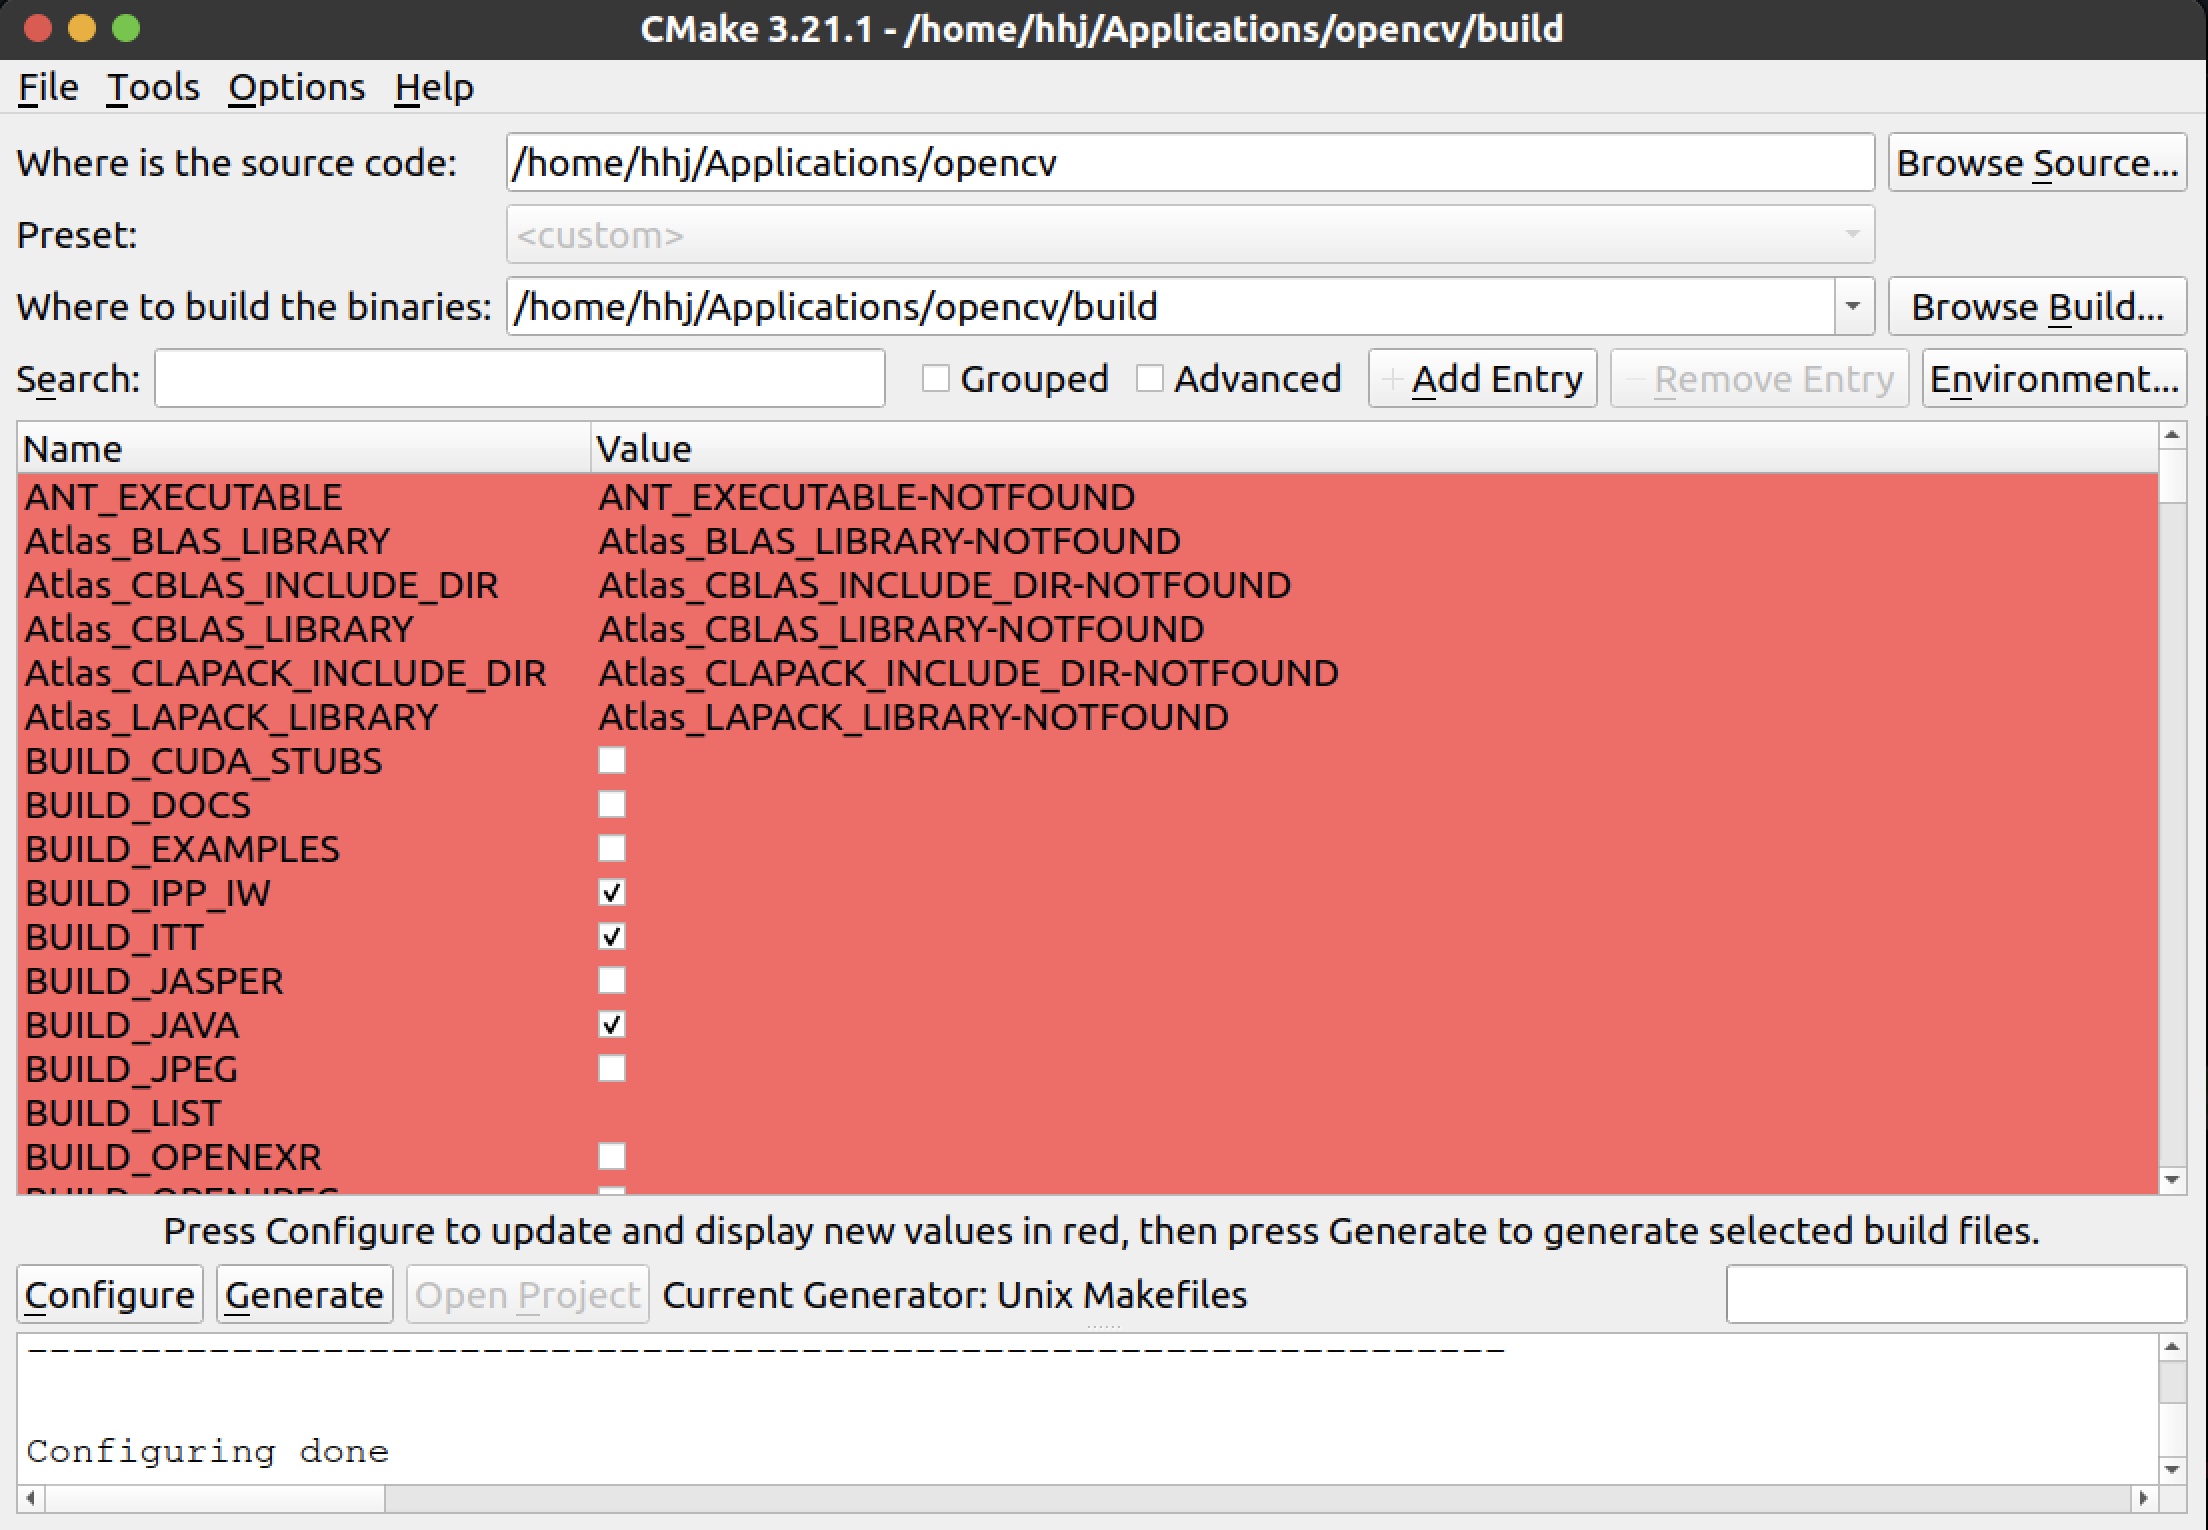 CMake 3.21.1 - /home/hhj/Applications/opencv/build
File Tools Options Help
Where is the source code: /home/hhj/Applications/opencv Browse Source...
Preset: <custom>
Where to build the binaries: /home/hhj/Applications/opencv/build Browse Build...
Search: Grouped Advanced + Add Entry − Remove Entry Environment...
Name Value
ANT_EXECUTABLE ANT_EXECUTABLE-NOTFOUND
Atlas_BLAS_LIBRARY Atlas_BLAS_LIBRARY-NOTFOUND
Atlas_CBLAS_INCLUDE_DIR Atlas_CBLAS_INCLUDE_DIR-NOTFOUND
Atlas_CBLAS_LIBRARY Atlas_CBLAS_LIBRARY-NOTFOUND
Atlas_CLAPACK_INCLUDE_DIR Atlas_CLAPACK_INCLUDE_DIR-NOTFOUND
Atlas_LAPACK_LIBRARY Atlas_LAPACK_LIBRARY-NOTFOUND
BUILD_CUDA_STUBS
BUILD_DOCS
BUILD_EXAMPLES
BUILD_IPP_IW
BUILD_ITT
BUILD_JASPER
BUILD_JAVA
BUILD_JPEG
BUILD_LIST
BUILD_OPENEXR
BUILD_OPENJPEG
Press Configure to update and display new values in red, then press Generate to generate selected build files.
Configure Generate Open Project Current Generator: Unix Makefiles
-----------------------------------------------------------------
Configuring done